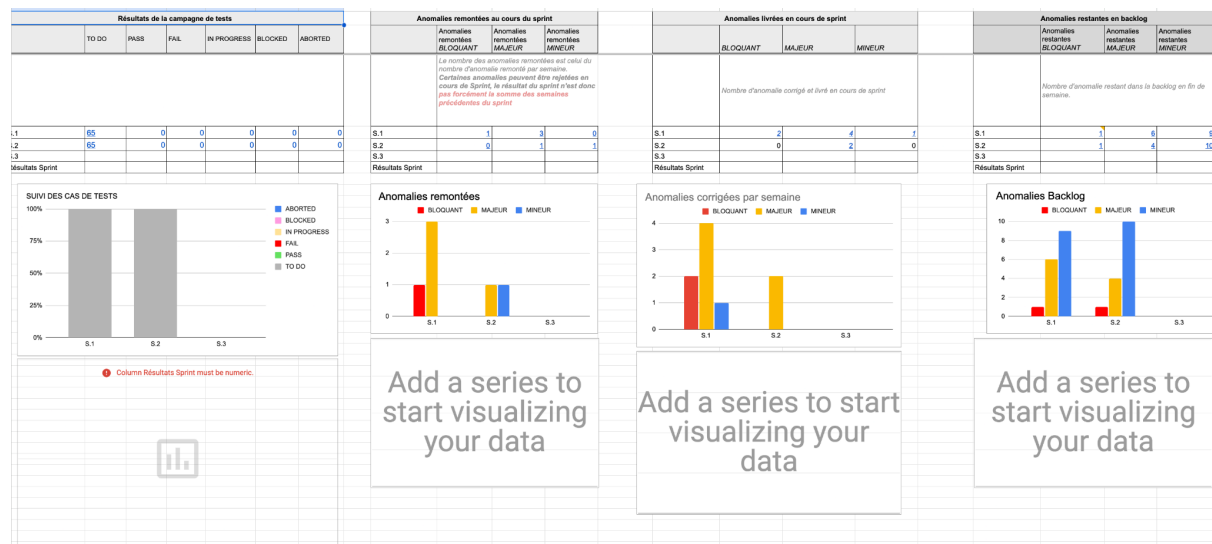 Résultats de la campagne de tests
TO DO PASS FAIL IN PROGRESS BLOCKED ABORTED
S.1 65 0 0 0 0 0
S.2 65 0 0 0 0 0
S.3
Résultats Sprint
SUIVI DES CAS DE TESTS
100%
75%
50%
25%
0%
S.1 S.2 S.3
ABORTED
BLOCKED
IN PROGRESS
FAIL
PASS
TO DO
Column Résultats Sprint must be numeric.
Anomalies remontées au cours du sprint
Anomalies remontées BLOQUANT
Anomalies remontées MAJEUR
Anomalies remontées MINEUR
Le nombre des anomalies remontées est celui du
nombre d'anomalie remonté par semaine.
Certaines anomalies peuvent être rejetées en
cours de Sprint, le résultat du sprint n'est donc
pas forcément la somme des semaines
précédentes du sprint
S.1 1 3 0
S.2 0 1 1
S.3
Résultats Sprint
Anomalies remontées
BLOQUANT MAJEUR MINEUR
3
2
1
0
S.1 S.2 S.3
Add a series to
start visualizing
your data
Anomalies livrées en cours de sprint
BLOQUANT MAJEUR MINEUR
Nombre d'anomalie corrigé et livré en cours de sprint
S.1 2 4 1
S.2 0 2 0
S.3
Résultats Sprint
Anomalies corrigées par semaine
BLOQUANT MAJEUR MINEUR
4
3
2
1
0
S.1 S.2 S.3
Add a series to start
visualizing your
data
Anomalies restantes en backlog
Anomalies restantes BLOQUANT
Anomalies restantes MAJEUR
Anomalies restantes MINEUR
Nombre d'anomalie restant dans la backlog en fin de
semaine.
S.1 1 6 9
S.2 1 4 10
S.3
Résultats Sprint
Anomalies Backlog
BLOQUANT MAJEUR MINEUR
10
8
6
4
2
0
S.1 S.2 S.3
Add a series to
start visualizing
your data